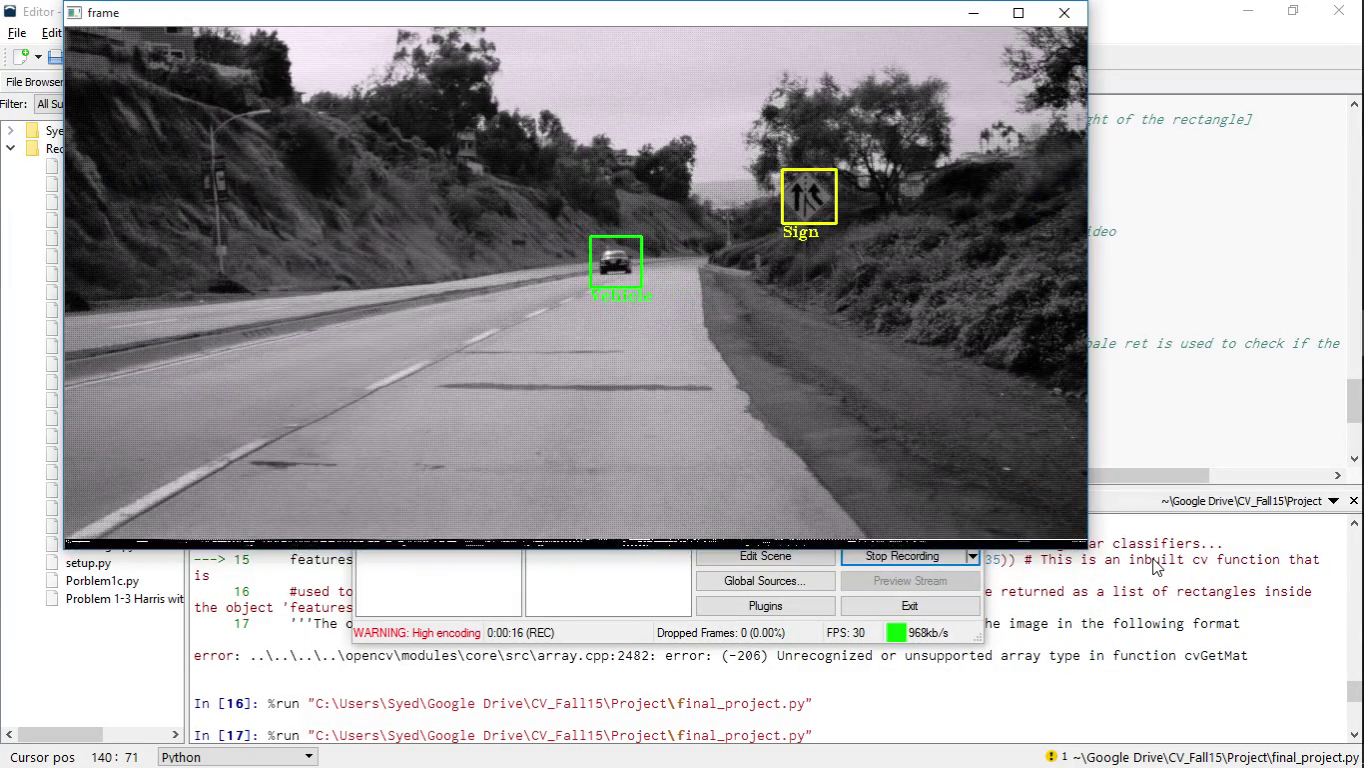 Editor -
frame
File Edit
File Browser
ght of the rectangle]
Filter: All Su
Sye
Rec
Sign
ideo
Vehicle
ale ret is used to check if the
~\Google Drive\CV_Fall15\Project
ar classifiers...
setup.py
---> 15 features
Edit Scene
Stop Recording
35)) # This is an inbuilt cv function that
is
Porblem1c.py
Global Sources...
Preview Stream
16 #used to
e returned as a list of rectangles inside
Problem 1-3 Harris wit
the object 'features
Plugins
Exit
17 '''The o
he image in the following format
WARNING: High encoding 0:00:16 (REC) Dropped Frames: 0 (0.00%) FPS: 30 968kb/s
error: ..\..\..\..\opencv\modules\core\src\array.cpp:2482: error: (-206) Unrecognized or unsupported array type in function cvGetMat
In [16]: %run "C:\Users\Syed\Google Drive\CV_Fall15\Project\final_project.py"
In [17]: %run "C:\Users\Syed\Google Drive\CV_Fall15\Project\final_project.py"
Cursor pos 140: 71 Python 1 ~\Google Drive\CV_Fall15\Project\final_project.py